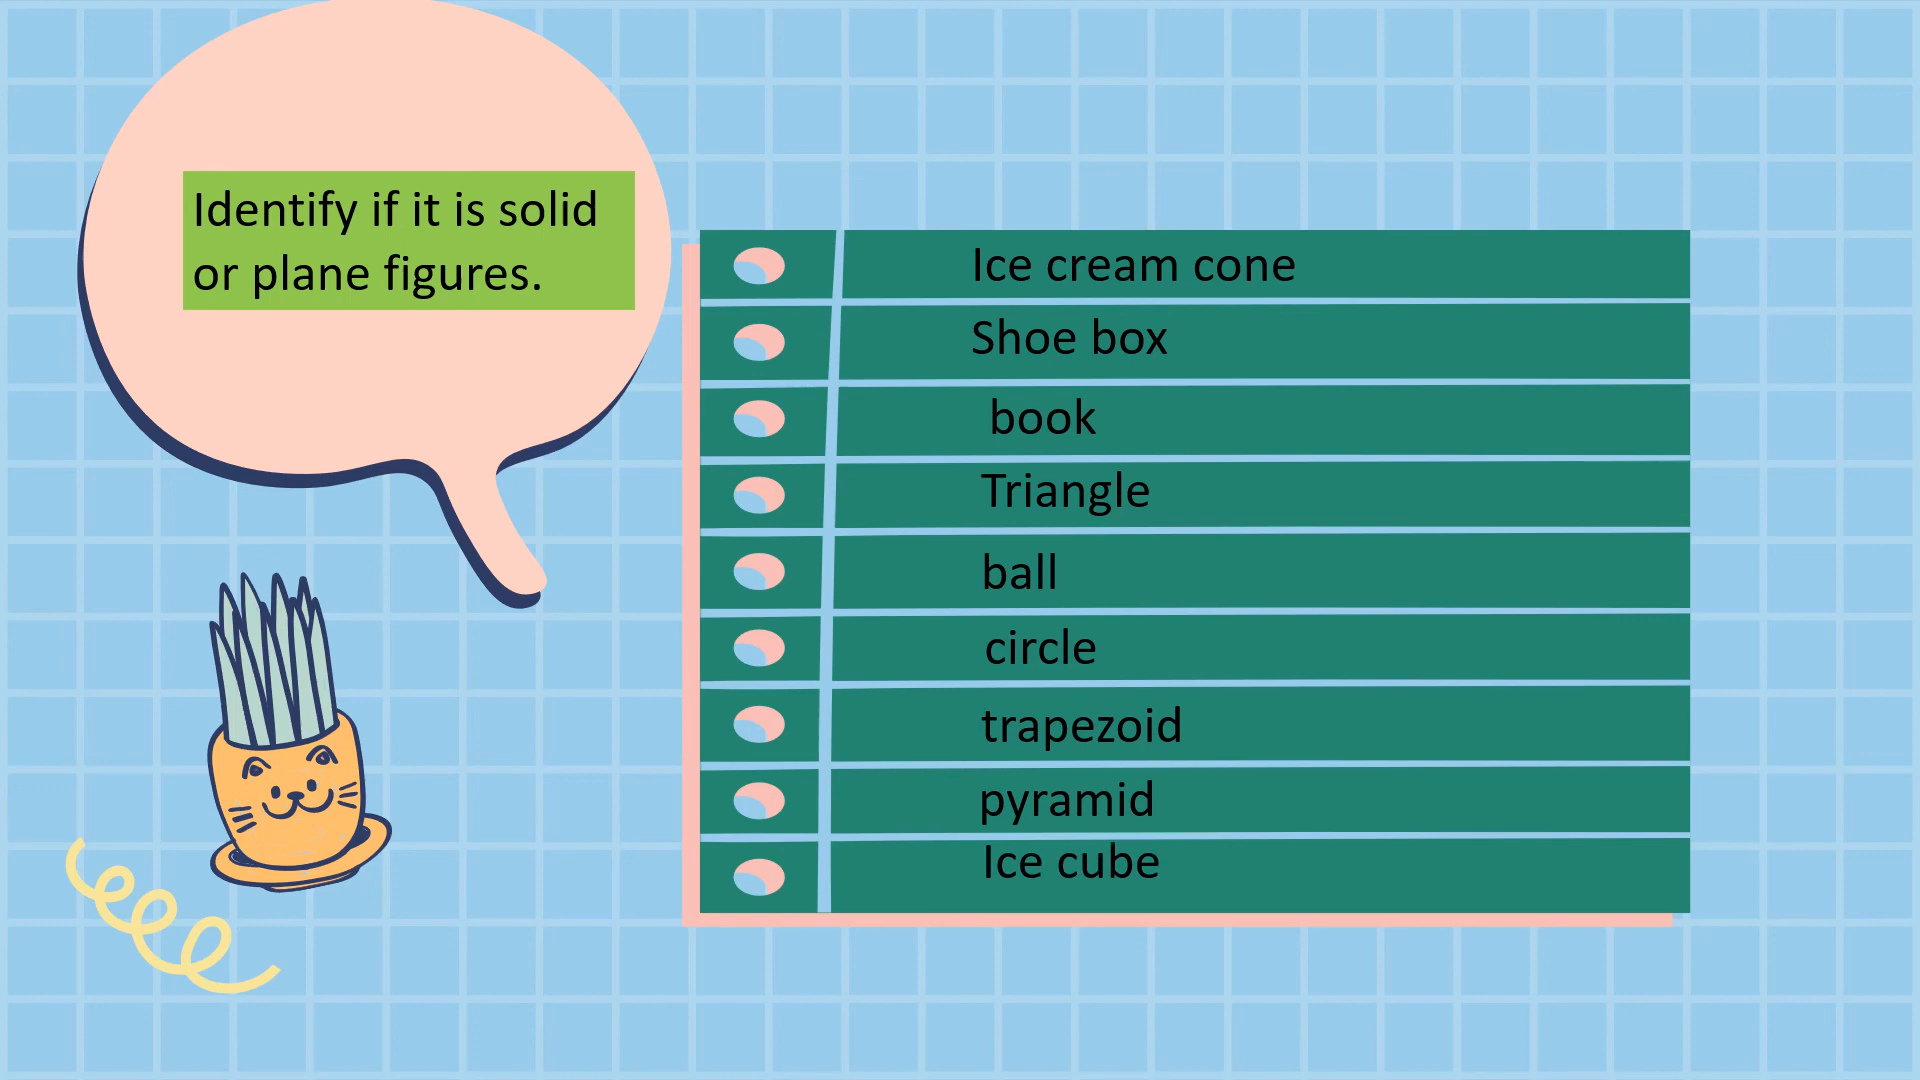 Identify if it is solid
or plane figures.
Ice cream cone
Shoe box
book
Triangle
ball
circle
trapezoid
pyramid
Ice cube